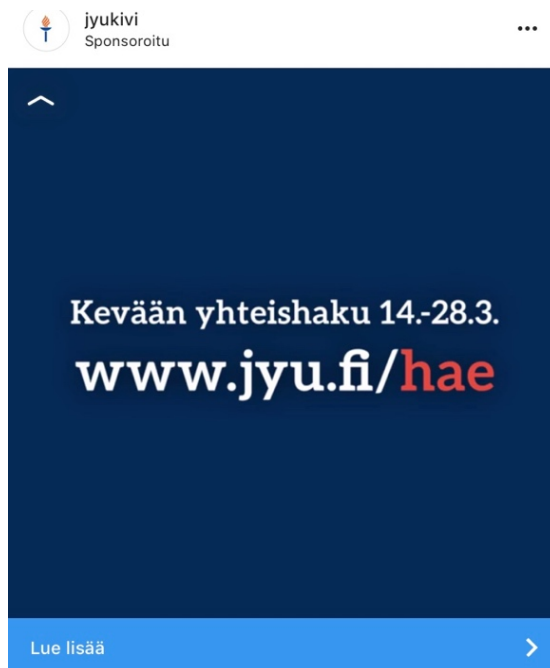 jyukivi
Sponsoroitu
Kevään yhteishaku 14.-28.3.
www.jyu.fi/hae
Lue lisää